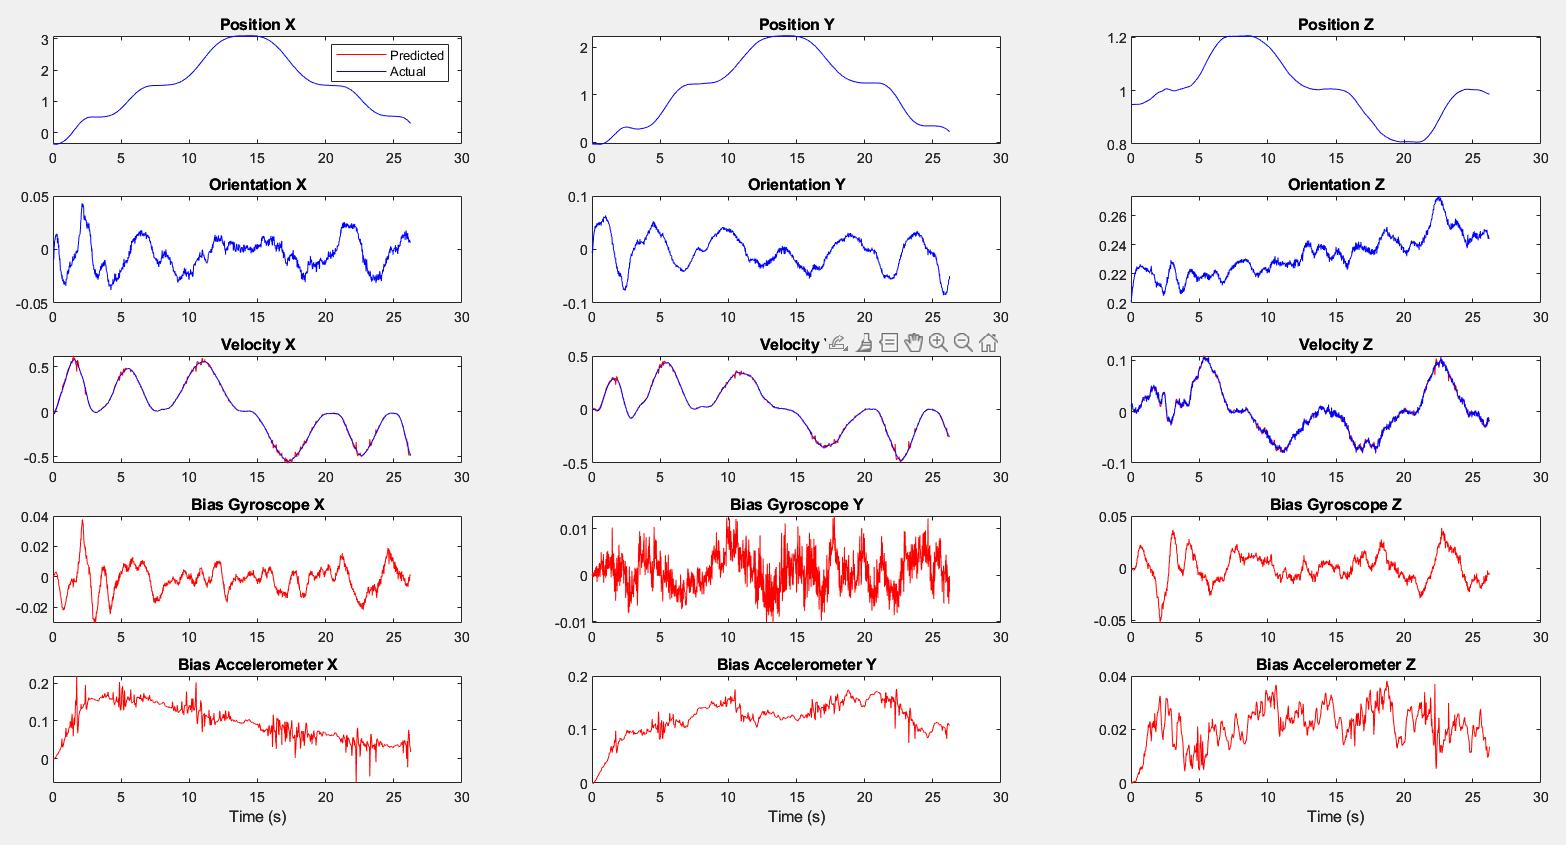 Position X
Position Y
Position Z
3
2
1
0
Predicted
Actual
2
1
0
1.2
1
0.8
0 5 10 15 20 25 30
0 5 10 15 20 25 30
0 5 10 15 20 25 30
Orientation X
Orientation Y
Orientation Z
0.05
0
-0.05
0.1
0
-0.1
0.26
0.24
0.22
0.2
0 5 10 15 20 25 30
0 5 10 15 20 25 30
0 5 10 15 20 25 30
Velocity X
Velocity
Velocity Z
0.5
0
-0.5
0.5
0
-0.5
0.1
0
-0.1
0 5 10 15 20 25 30
0 5 10 15 20 25 30
0 5 10 15 20 25 30
Bias Gyroscope X
Bias Gyroscope Y
Bias Gyroscope Z
0.04
0.02
0
-0.02
0.01
0
-0.01
0.05
0
-0.05
0 5 10 15 20 25 30
0 5 10 15 20 25 30
0 5 10 15 20 25 30
Bias Accelerometer X
Bias Accelerometer Y
Bias Accelerometer Z
0.2
0.1
0
0.2
0.1
0
0.04
0.02
0
0 5 10 15 20 25 30
0 5 10 15 20 25 30
0 5 10 15 20 25 30
Time (s)
Time (s)
Time (s)